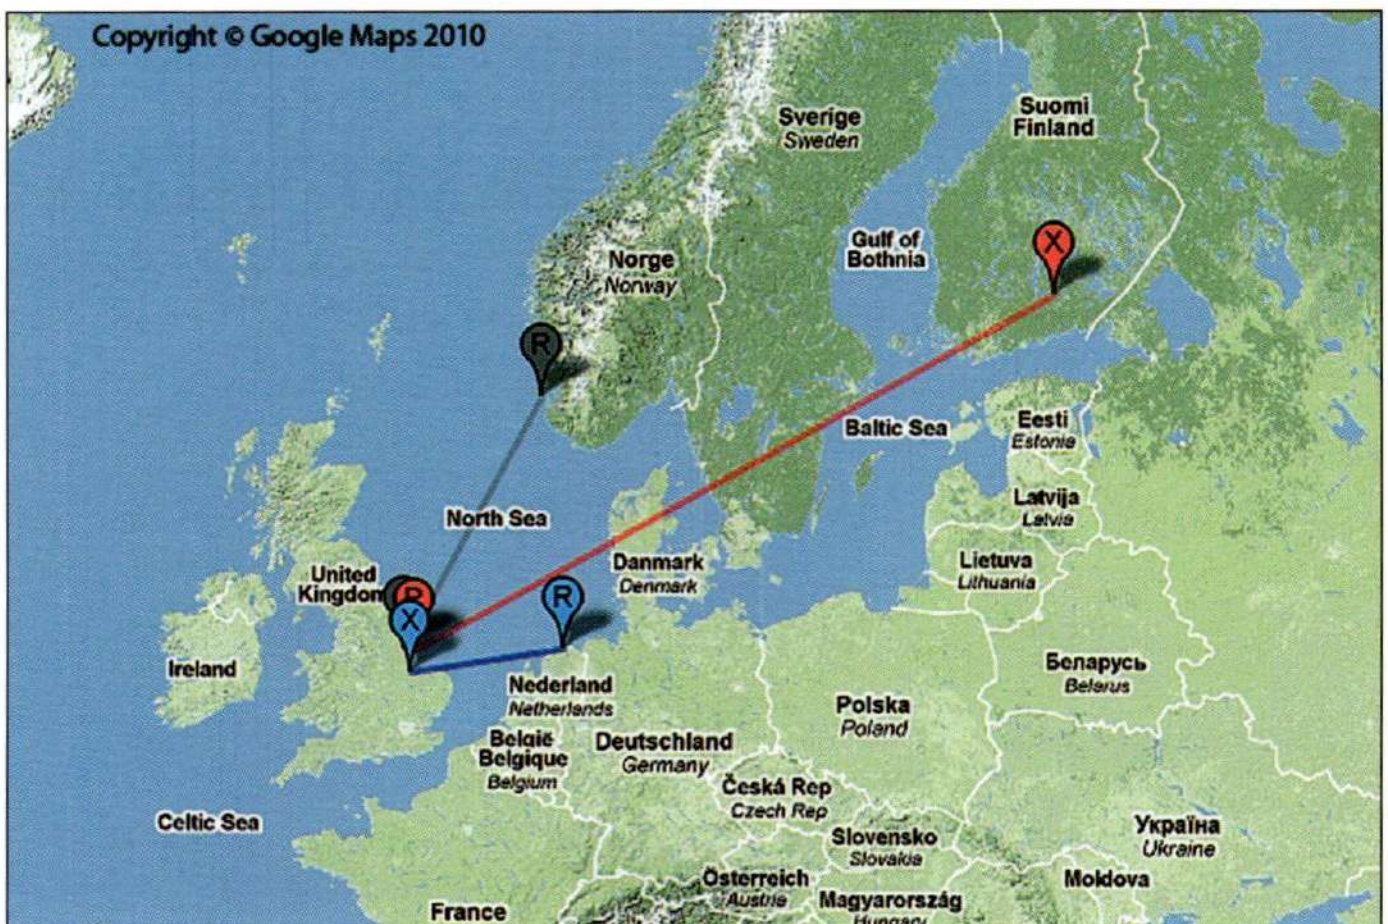 Copyright © Google Maps 2010
Sverige
Sweden
Suomi
Finland
Gulf of
Bothnia
X
Norge
Norway
R
Baltic Sea
Eesti
Estonia
Latvija
Latvia
North Sea
Lietuva
Lithuania
Danmark
Denmark
United
Kingdom
R
X
R
Ireland
Беларусь
Belarus
Nederland
Netherlands
Polska
Poland
België
Belgique
Belgium
Deutschland
Germany
Česká Rep
Czech Rep
Celtic Sea
Slovensko
Slovakia
Україна
Ukraine
Österreich
Austria
Magyarország
Hungary
Moldova
France